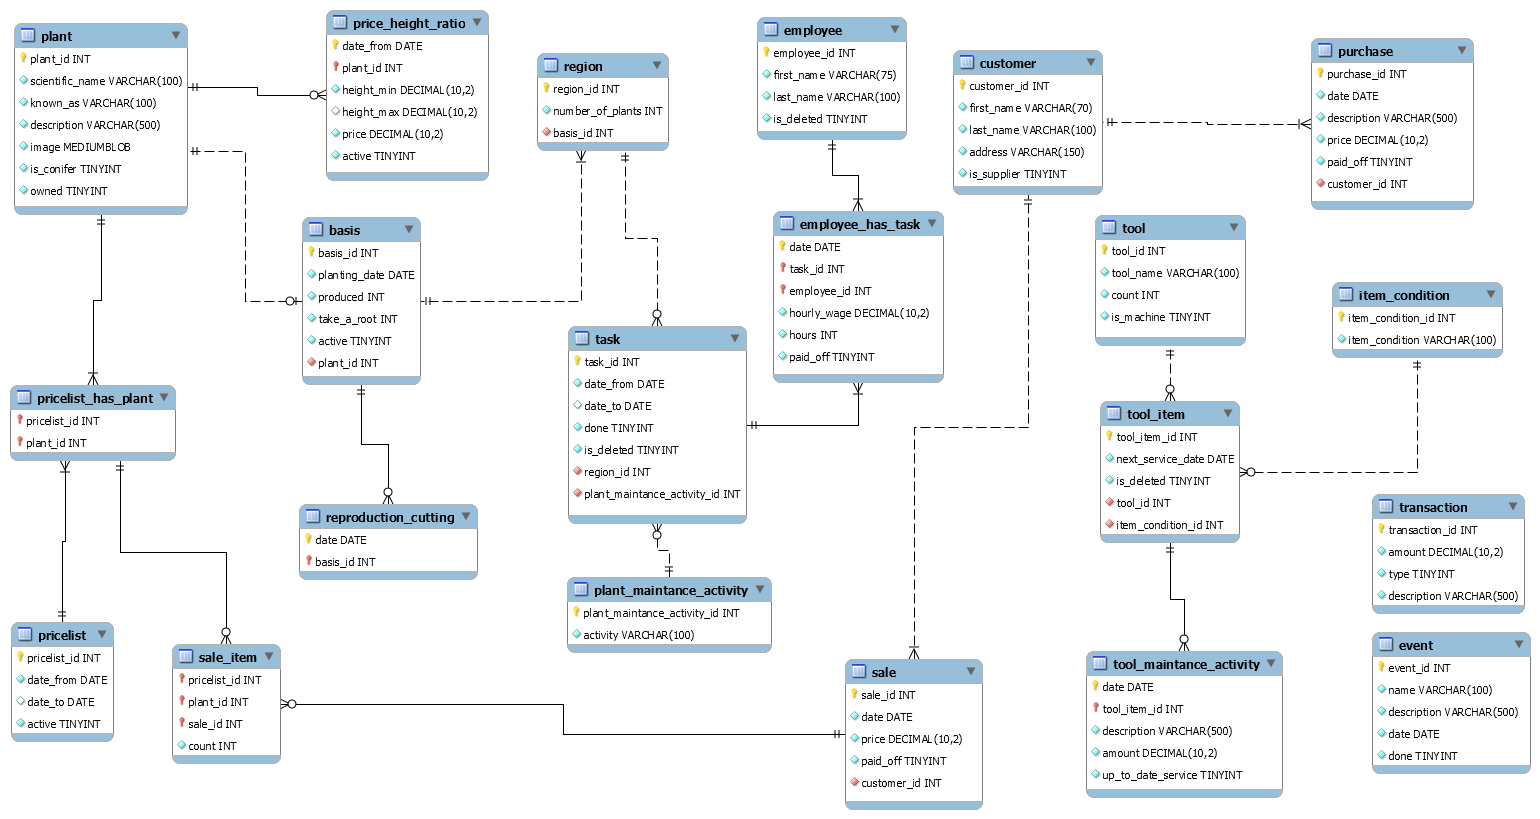 plant
plant_id INT
scientific_name VARCHAR(100)
known_as VARCHAR(100)
description VARCHAR(500)
image MEDIUMBLOB
is_conifer TINYINT
owned TINYINT
price_height_ratio
date_from DATE
plant_id INT
height_min DECIMAL(10,2)
height_max DECIMAL(10,2)
price DECIMAL(10,2)
active TINYINT
region
region_id INT
number_of_plants INT
basis_id INT
employee
employee_id INT
first_name VARCHAR(75)
last_name VARCHAR(100)
is_deleted TINYINT
customer
customer_id INT
first_name VARCHAR(70)
last_name VARCHAR(100)
address VARCHAR(150)
is_supplier TINYINT
purchase
purchase_id INT
date DATE
description VARCHAR(500)
price DECIMAL(10,2)
paid_off TINYINT
customer_id INT
basis
basis_id INT
planting_date DATE
produced INT
take_a_root INT
active TINYINT
plant_id INT
employee_has_task
date DATE
task_id INT
employee_id INT
hourly_wage DECIMAL(10,2)
hours INT
paid_off TINYINT
tool
tool_id INT
tool_name VARCHAR(100)
count INT
is_machine TINYINT
item_condition
item_condition_id INT
item_condition VARCHAR(100)
task
task_id INT
date_from DATE
date_to DATE
done TINYINT
is_deleted TINYINT
region_id INT
plant_maintance_activity_id INT
pricelist_has_plant
pricelist_id INT
plant_id INT
tool_item
tool_item_id INT
next_service_date DATE
is_deleted TINYINT
tool_id INT
item_condition_id INT
reproduction_cutting
date DATE
basis_id INT
transaction
transaction_id INT
amount DECIMAL(10,2)
type TINYINT
description VARCHAR(500)
plant_maintance_activity
plant_maintance_activity_id INT
activity VARCHAR(100)
pricelist
pricelist_id INT
date_from DATE
date_to DATE
active TINYINT
sale_item
pricelist_id INT
plant_id INT
sale_id INT
count INT
sale
sale_id INT
date DATE
price DECIMAL(10,2)
paid_off TINYINT
customer_id INT
tool_maintance_activity
date DATE
tool_item_id INT
description VARCHAR(500)
amount DECIMAL(10,2)
up_to_date_service TINYINT
event
event_id INT
name VARCHAR(100)
description VARCHAR(500)
date DATE
done TINYINT